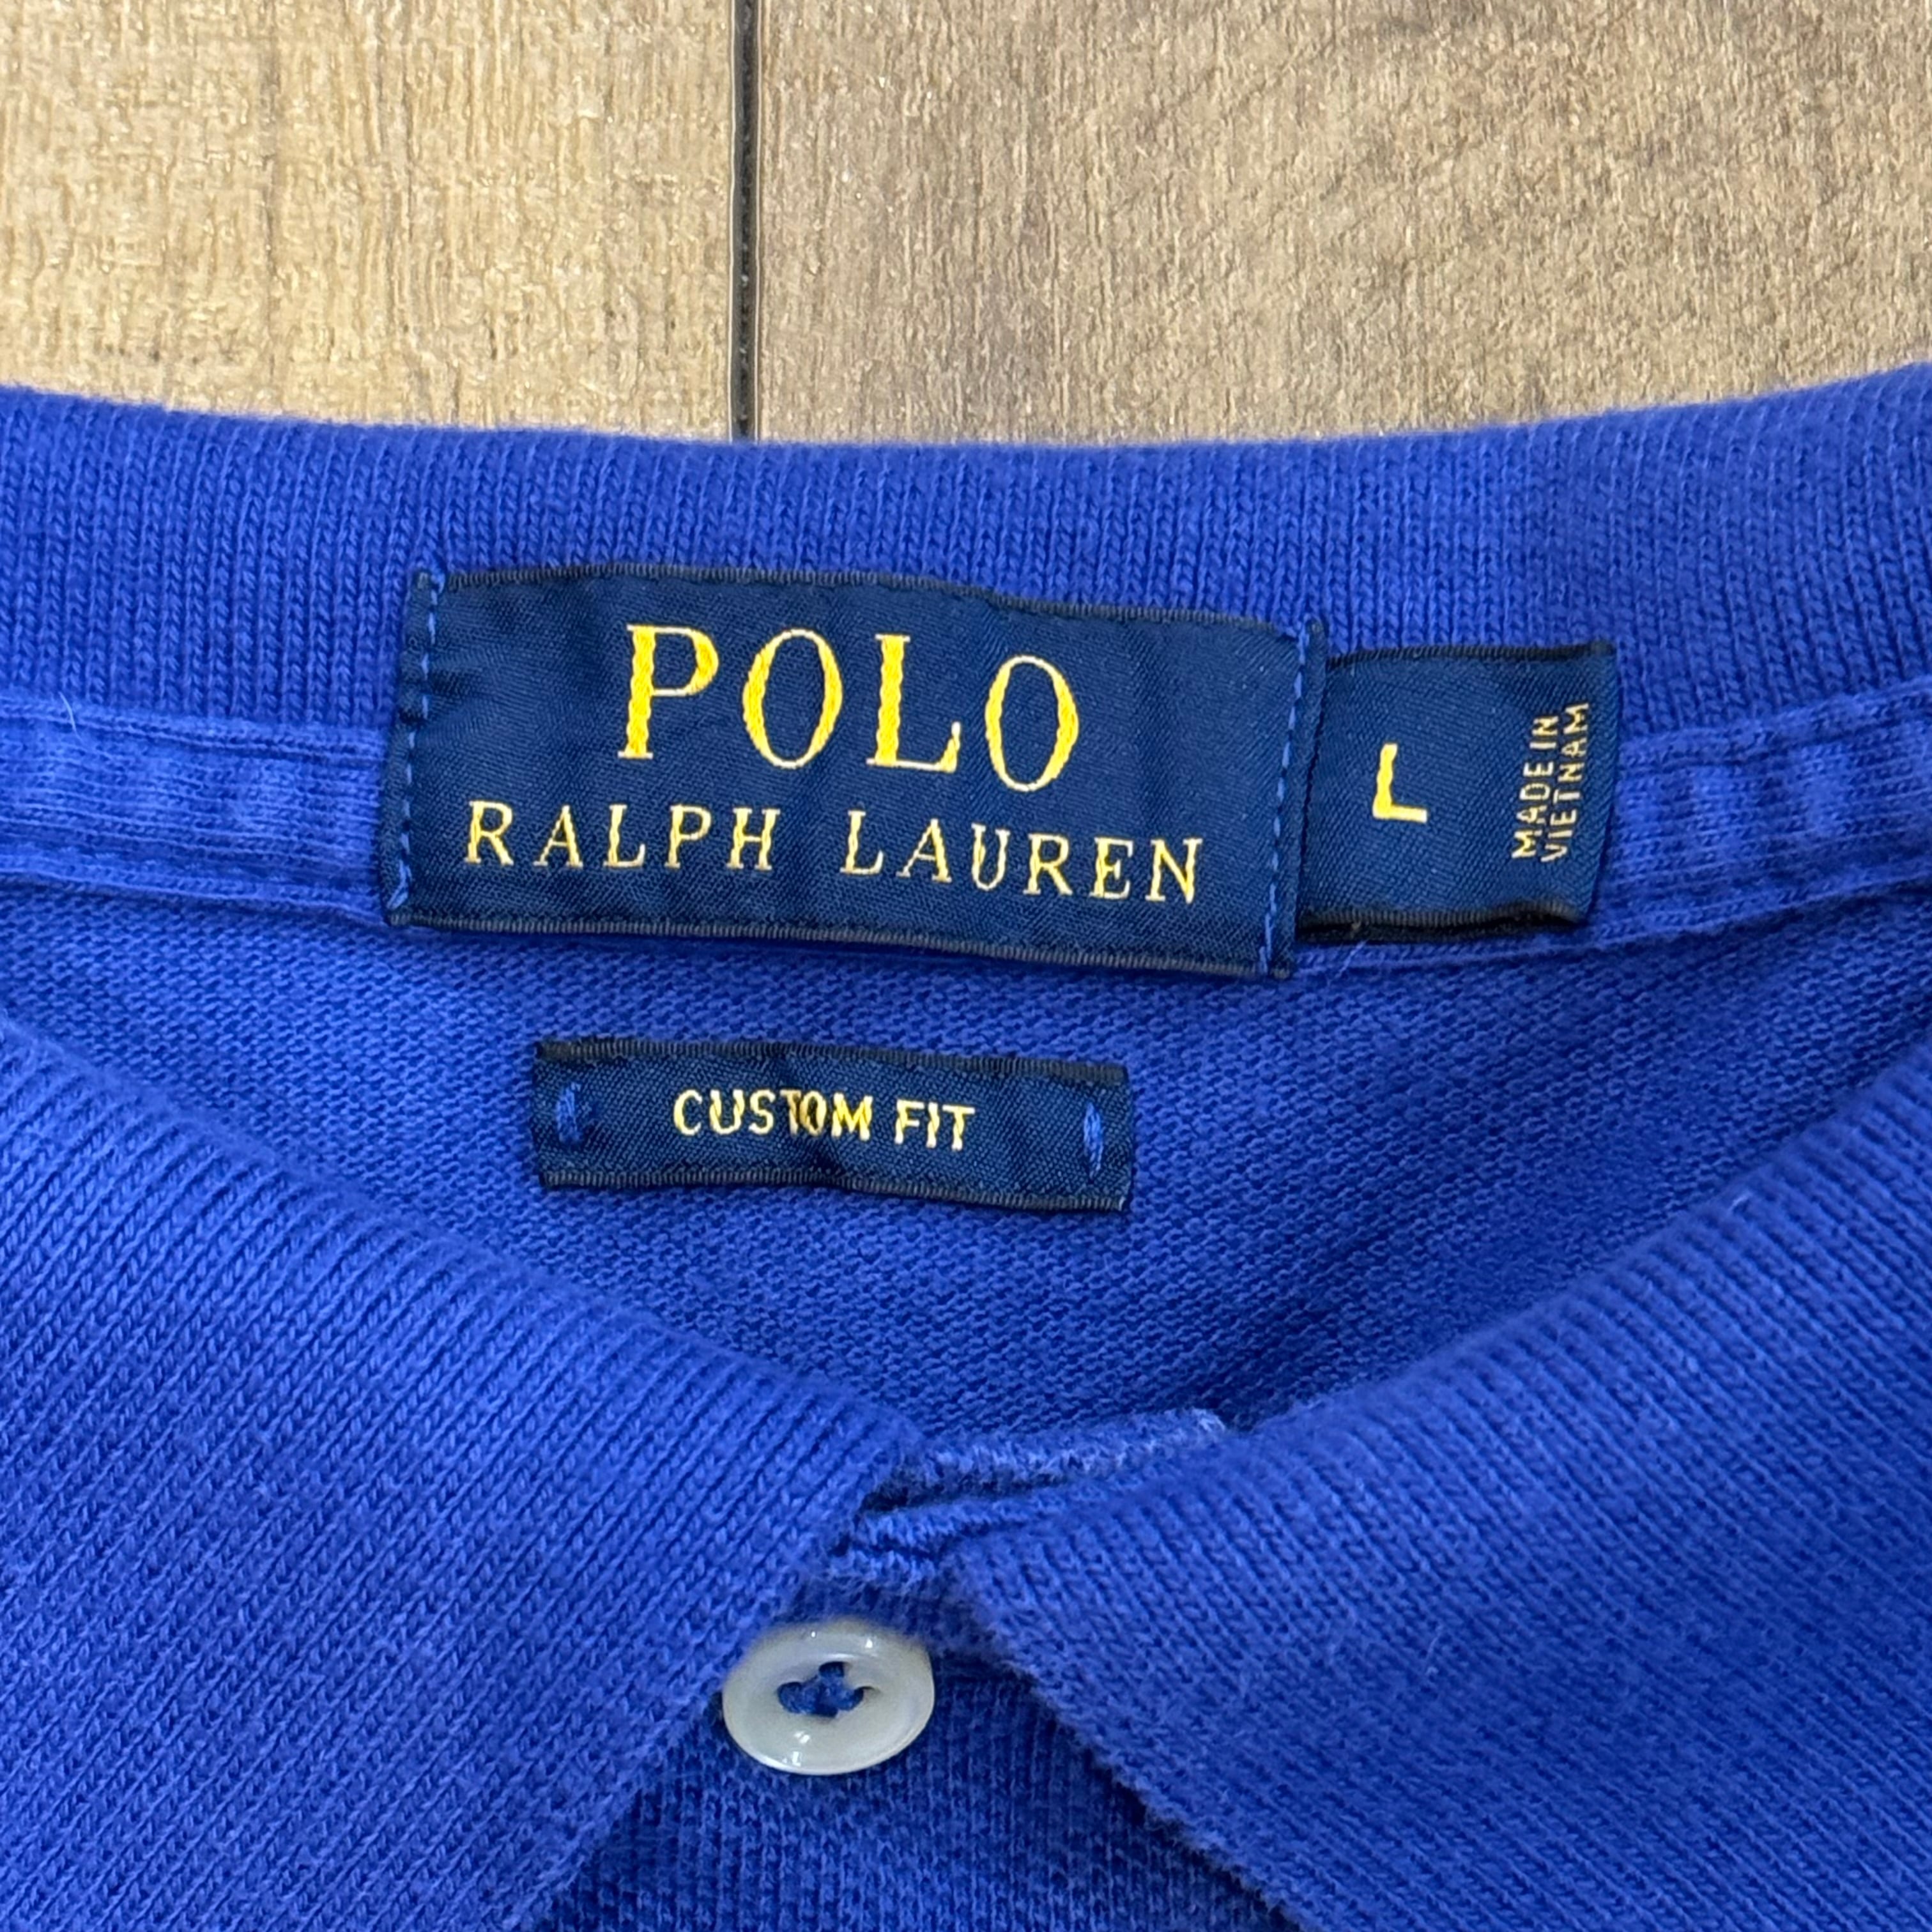 POLO
RALPH LAUREN
L
MADE IN
VIETNAM
CUSTOM FIT